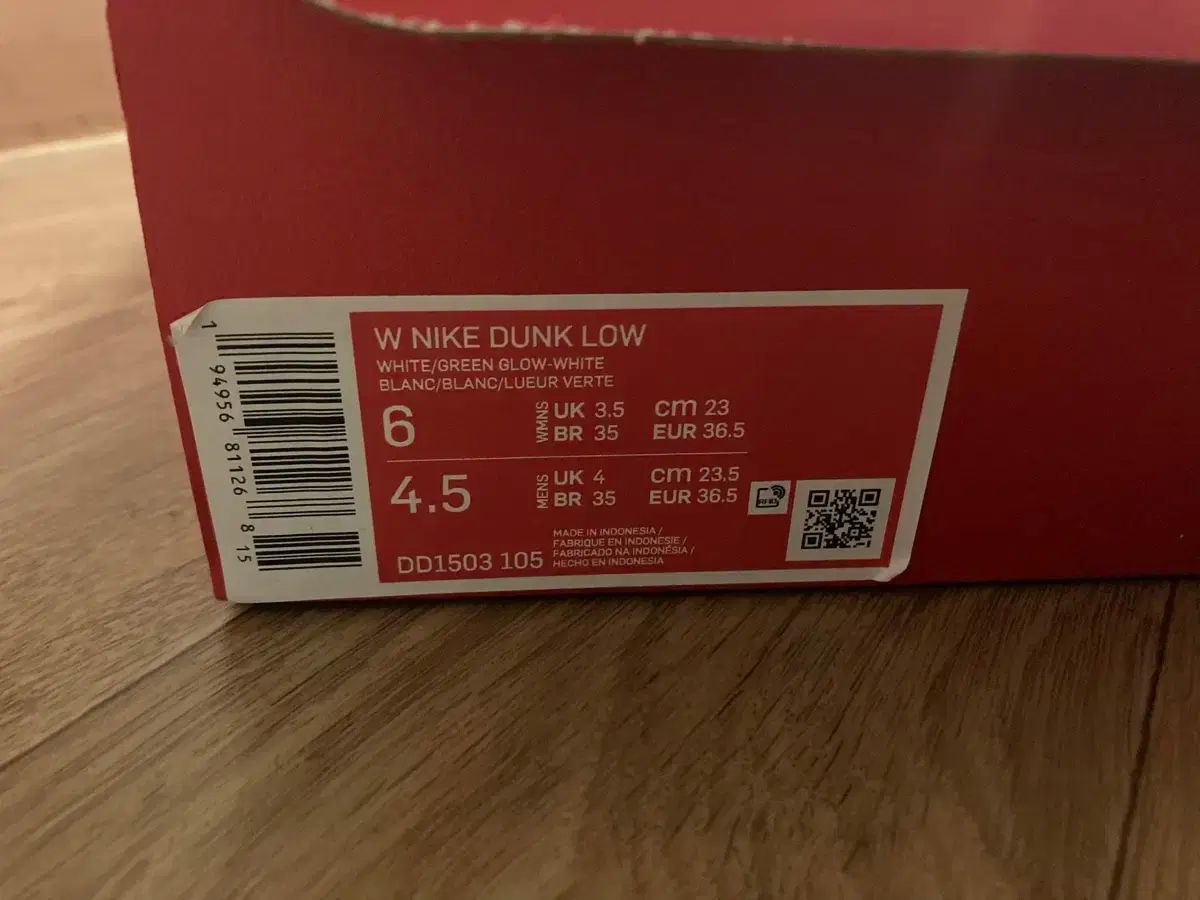 W NIKE DUNK LOW
WHITE/GREEN GLOW-WHITE
BLANC/BLANC/LUEUR VERTE
6 WMNS UK 3.5 cm 23
BR 35 EUR 36.5
4.5 MENS UK 4 cm 23.5
BR 35 EUR 36.5
RFID
DD1503 105
MADE IN INDONESIA /
FABRIQUE EN INDONESIE /
FABRICADO NA INDONÉSIA /
HECHO EN INDONESIA
1 94956 81126 8 15